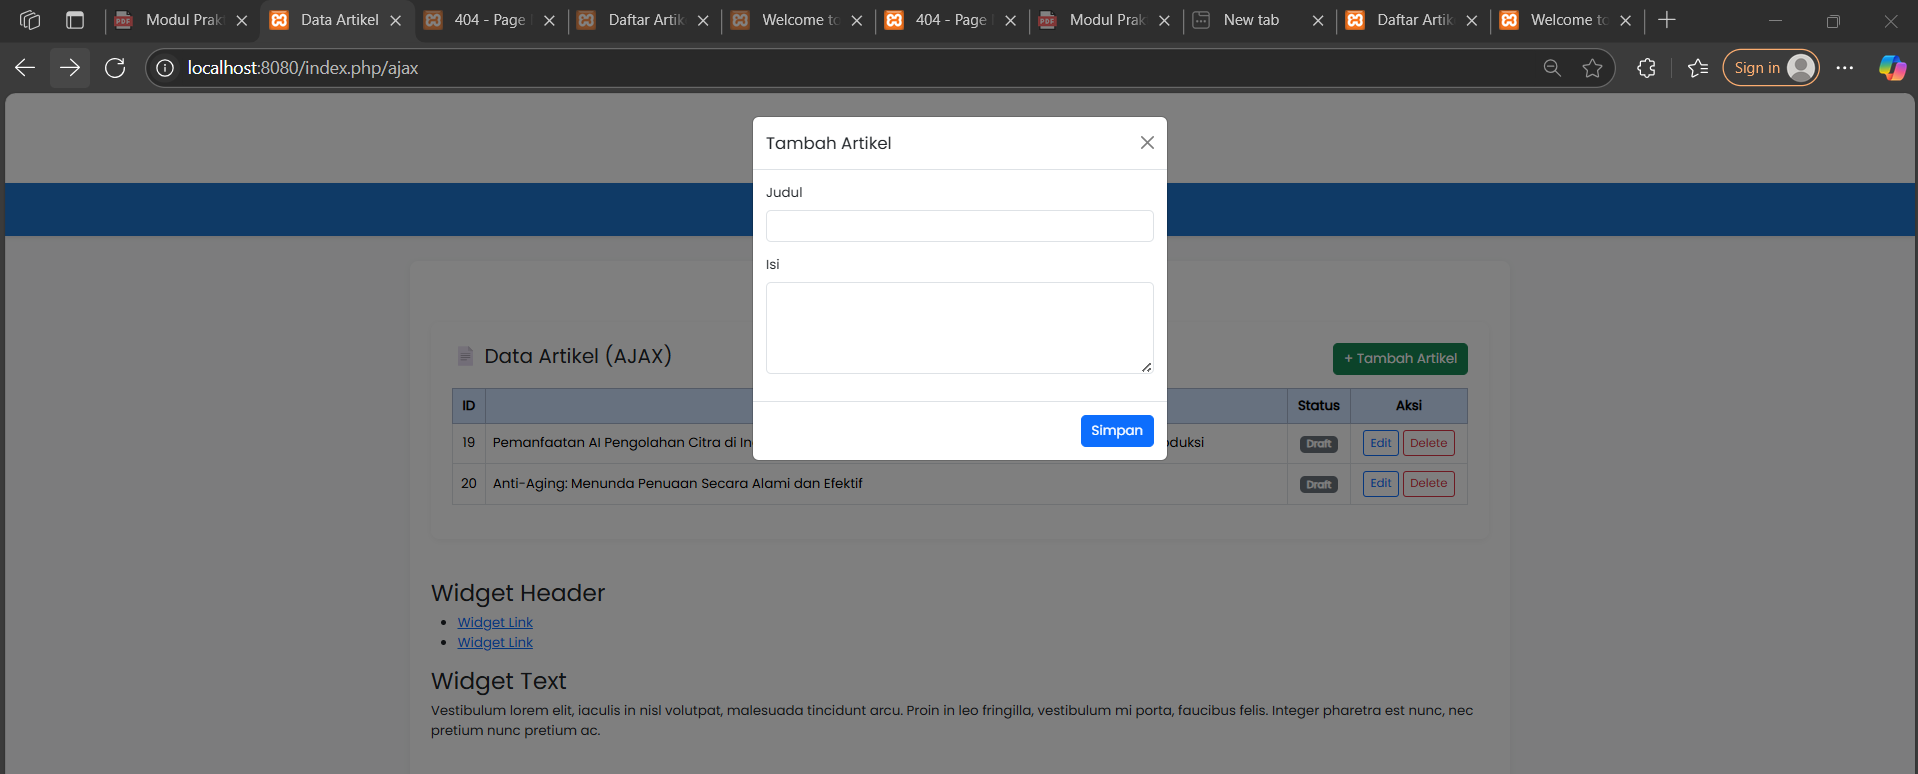 Modul Prak
Data Artikel
404 - Page
Daftar Artik
Welcome to
404 - Page
Modul Prak
New tab
Daftar Artik
Welcome to
localhost:8080/index.php/ajax
Sign in
Tambah Artikel
Judul
Isi
Simpan
Data Artikel (AJAX)
+ Tambah Artikel
ID Status Aksi
19 Pemanfaatan AI Pengolahan Citra di In duksi Draft Edit Delete
20 Anti-Aging: Menunda Penuaan Secara Alami dan Efektif Draft Edit Delete
Widget Header
Widget Link
Widget Link
Widget Text
Vestibulum lorem elit, iaculis in nisl volutpat, malesuada tincidunt arcu. Proin in leo fringilla, vestibulum mi porta, faucibus felis. Integer pharetra est nunc, nec
pretium nunc pretium ac.